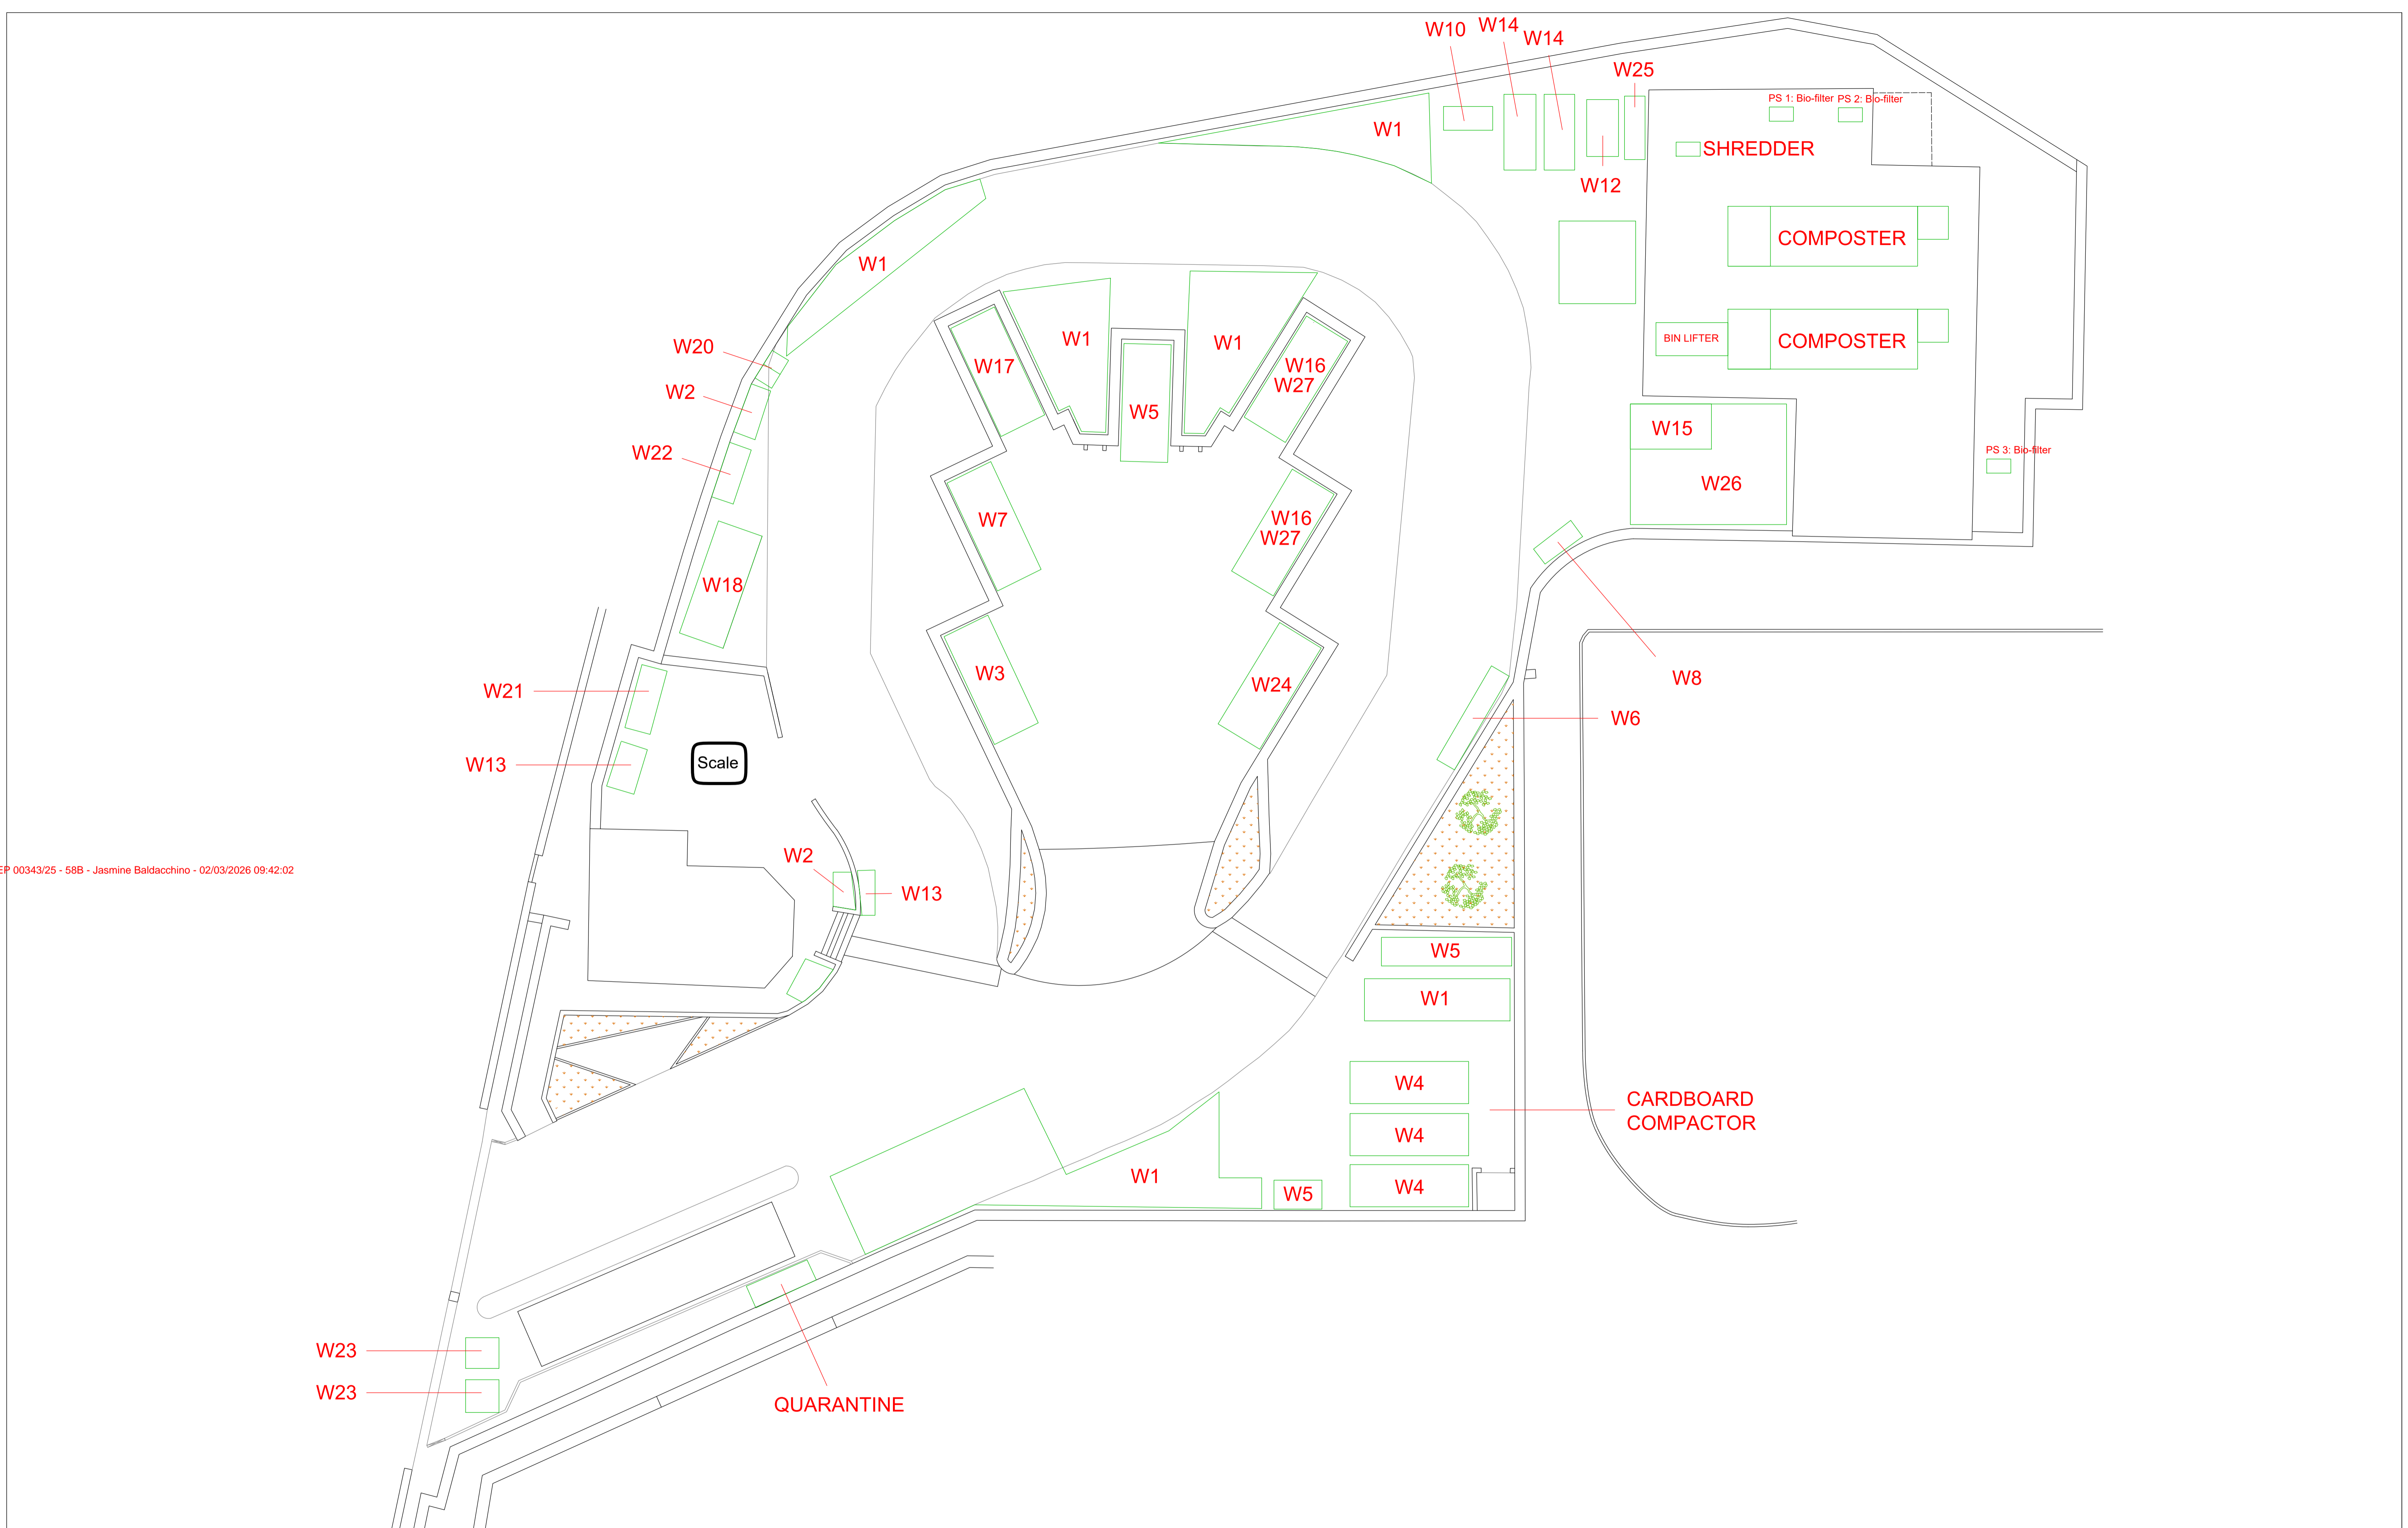 W10
W14
W14
W25
PS 1: Bio-filter
PS 2: Bio-filter
W1
SHREDDER
W12
COMPOSTER
W1
W20
W1
W1
BIN LIFTER
COMPOSTER
W17
W16
W27
W2
W5
W15
W22
PS 3: Bio-filter
W26
W7
W16
W27
W18
W3
W24
W8
W21
W6
W13
Scale
W2
EP 00343/25 - 58B - Jasmine Baldacchino - 02/03/2026 09:42:02
W13
W5
W1
W4
CARDBOARD
COMPACTOR
W4
W1
W4
W5
W23
W23
QUARANTINE